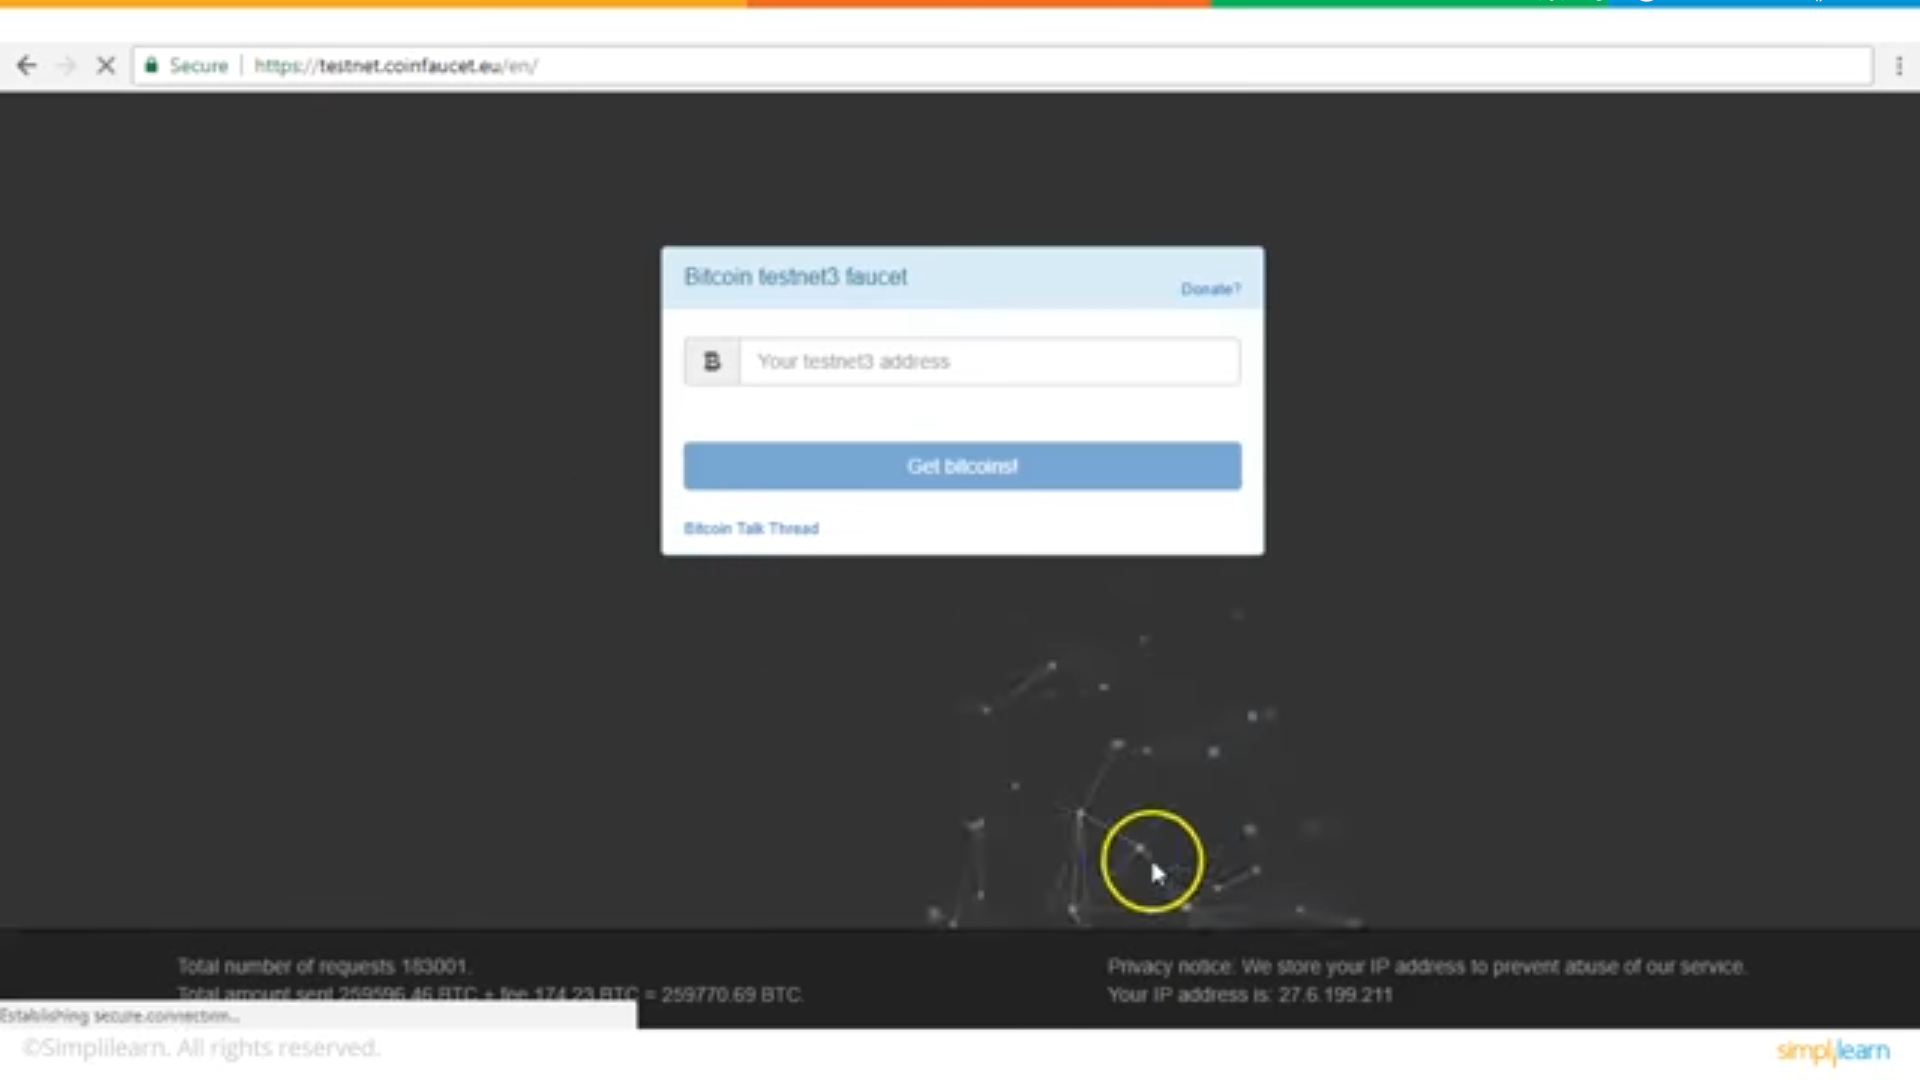 Secure | https://testnet.coinfaucet.eu/en/
Bitcoin testnet3 faucet
Donate?
Your testnet3 address
Get bitcoins!
Bitcoin Talk Thread
Total number of requests 183001.
Total amount sent 259596.46 BTC + fee 174.23 BTC = 259770.69 BTC.
Privacy notice: We store your IP address to prevent abuse of our service.
Your IP address is: 27.6.199.211
Establishing secure connection...
©Simplilearn. All rights reserved.
simplilearn